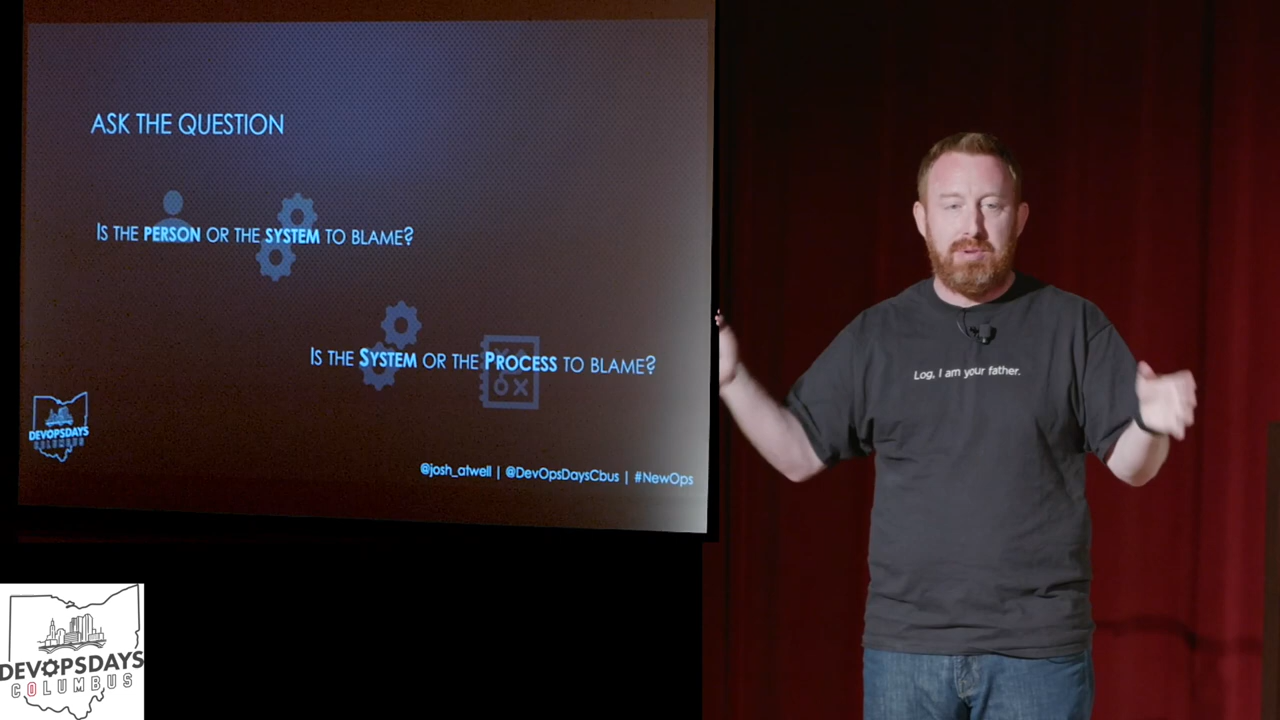 ASK THE QUESTION
IS THE PERSON OR THE SYSTEM TO BLAME?
IS THE SYSTEM OR THE PROCESS TO BLAME?
DEVOPSDAYS
COLUMBUS
@josh_atwell | @DevOpsDaysCbus | #NewOps
Log, I am your father.
DEVOPSDAYS
COLUMBUS